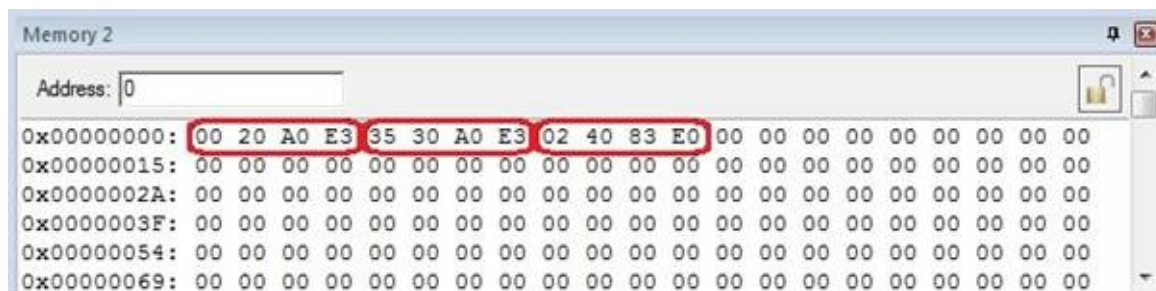 Memory 2
Address: 0
0x00000000: 00 20 A0 E3 35 30 A0 E3 02 40 83 E0 00 00 00 00 00 00 00 00 00
0x00000015: 00 00 00 00 00 00 00 00 00 00 00 00 00 00 00 00 00 00 00 00 00
0x0000002A: 00 00 00 00 00 00 00 00 00 00 00 00 00 00 00 00 00 00 00 00 00
0x0000003F: 00 00 00 00 00 00 00 00 00 00 00 00 00 00 00 00 00 00 00 00 00
0x00000054: 00 00 00 00 00 00 00 00 00 00 00 00 00 00 00 00 00 00 00 00 00
0x00000069: 00 00 00 00 00 00 00 00 00 00 00 00 00 00 00 00 00 00 00 00 00